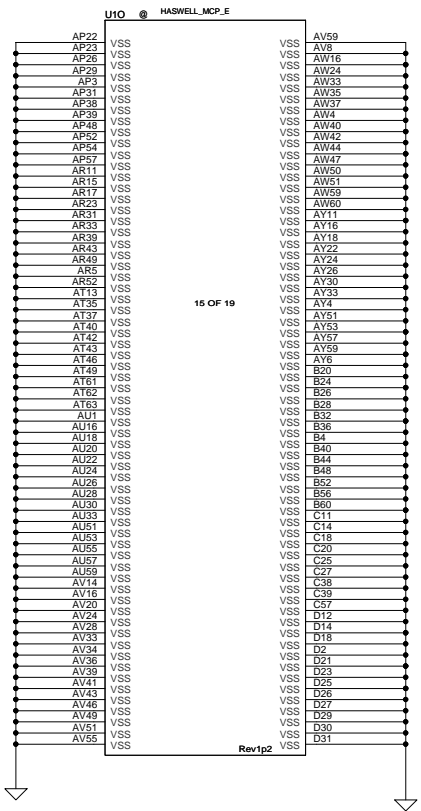 U1O @ HASWELL_MCP_E
AP22 VSS VSS AV59
AP23 VSS VSS AV8
AP26 VSS VSS AW16
AP29 VSS VSS AW24
AP3 VSS VSS AW33
AP31 VSS VSS AW35
AP38 VSS VSS AW37
AP39 VSS VSS AW4
AP48 VSS VSS AW40
AP52 VSS VSS AW42
AP54 VSS VSS AW44
AP57 VSS VSS AW47
AR11 VSS VSS AW50
AR15 VSS VSS AW51
AR17 VSS VSS AW59
AR23 VSS VSS AW60
AR31 VSS VSS AY11
AR33 VSS VSS AY16
AR39 VSS VSS AY18
AR43 VSS VSS AY22
AR49 VSS VSS AY24
AR5 VSS VSS AY26
AR52 VSS VSS AY30
AT13 VSS VSS AY33
AT35 VSS 15 OF 19 VSS AY4
AT37 VSS VSS AY51
AT40 VSS VSS AY53
AT42 VSS VSS AY57
AT43 VSS VSS AY59
AT46 VSS VSS AY6
AT49 VSS VSS B20
AT61 VSS VSS B24
AT62 VSS VSS B26
AT63 VSS VSS B28
AU1 VSS VSS B32
AU16 VSS VSS B36
AU18 VSS VSS B4
AU20 VSS VSS B40
AU22 VSS VSS B44
AU24 VSS VSS B48
AU26 VSS VSS B52
AU28 VSS VSS B56
AU30 VSS VSS B60
AU33 VSS VSS C11
AU51 VSS VSS C14
AU53 VSS VSS C18
AU55 VSS VSS C20
AU57 VSS VSS C25
AU59 VSS VSS C27
AV14 VSS VSS C38
AV16 VSS VSS C39
AV20 VSS VSS C57
AV24 VSS VSS D12
AV28 VSS VSS D14
AV33 VSS VSS D18
AV34 VSS VSS D2
AV36 VSS VSS D21
AV39 VSS VSS D23
AV41 VSS VSS D25
AV43 VSS VSS D26
AV46 VSS VSS D27
AV49 VSS VSS D29
AV51 VSS VSS D30
AV55 VSS VSS D31
Rev1p2